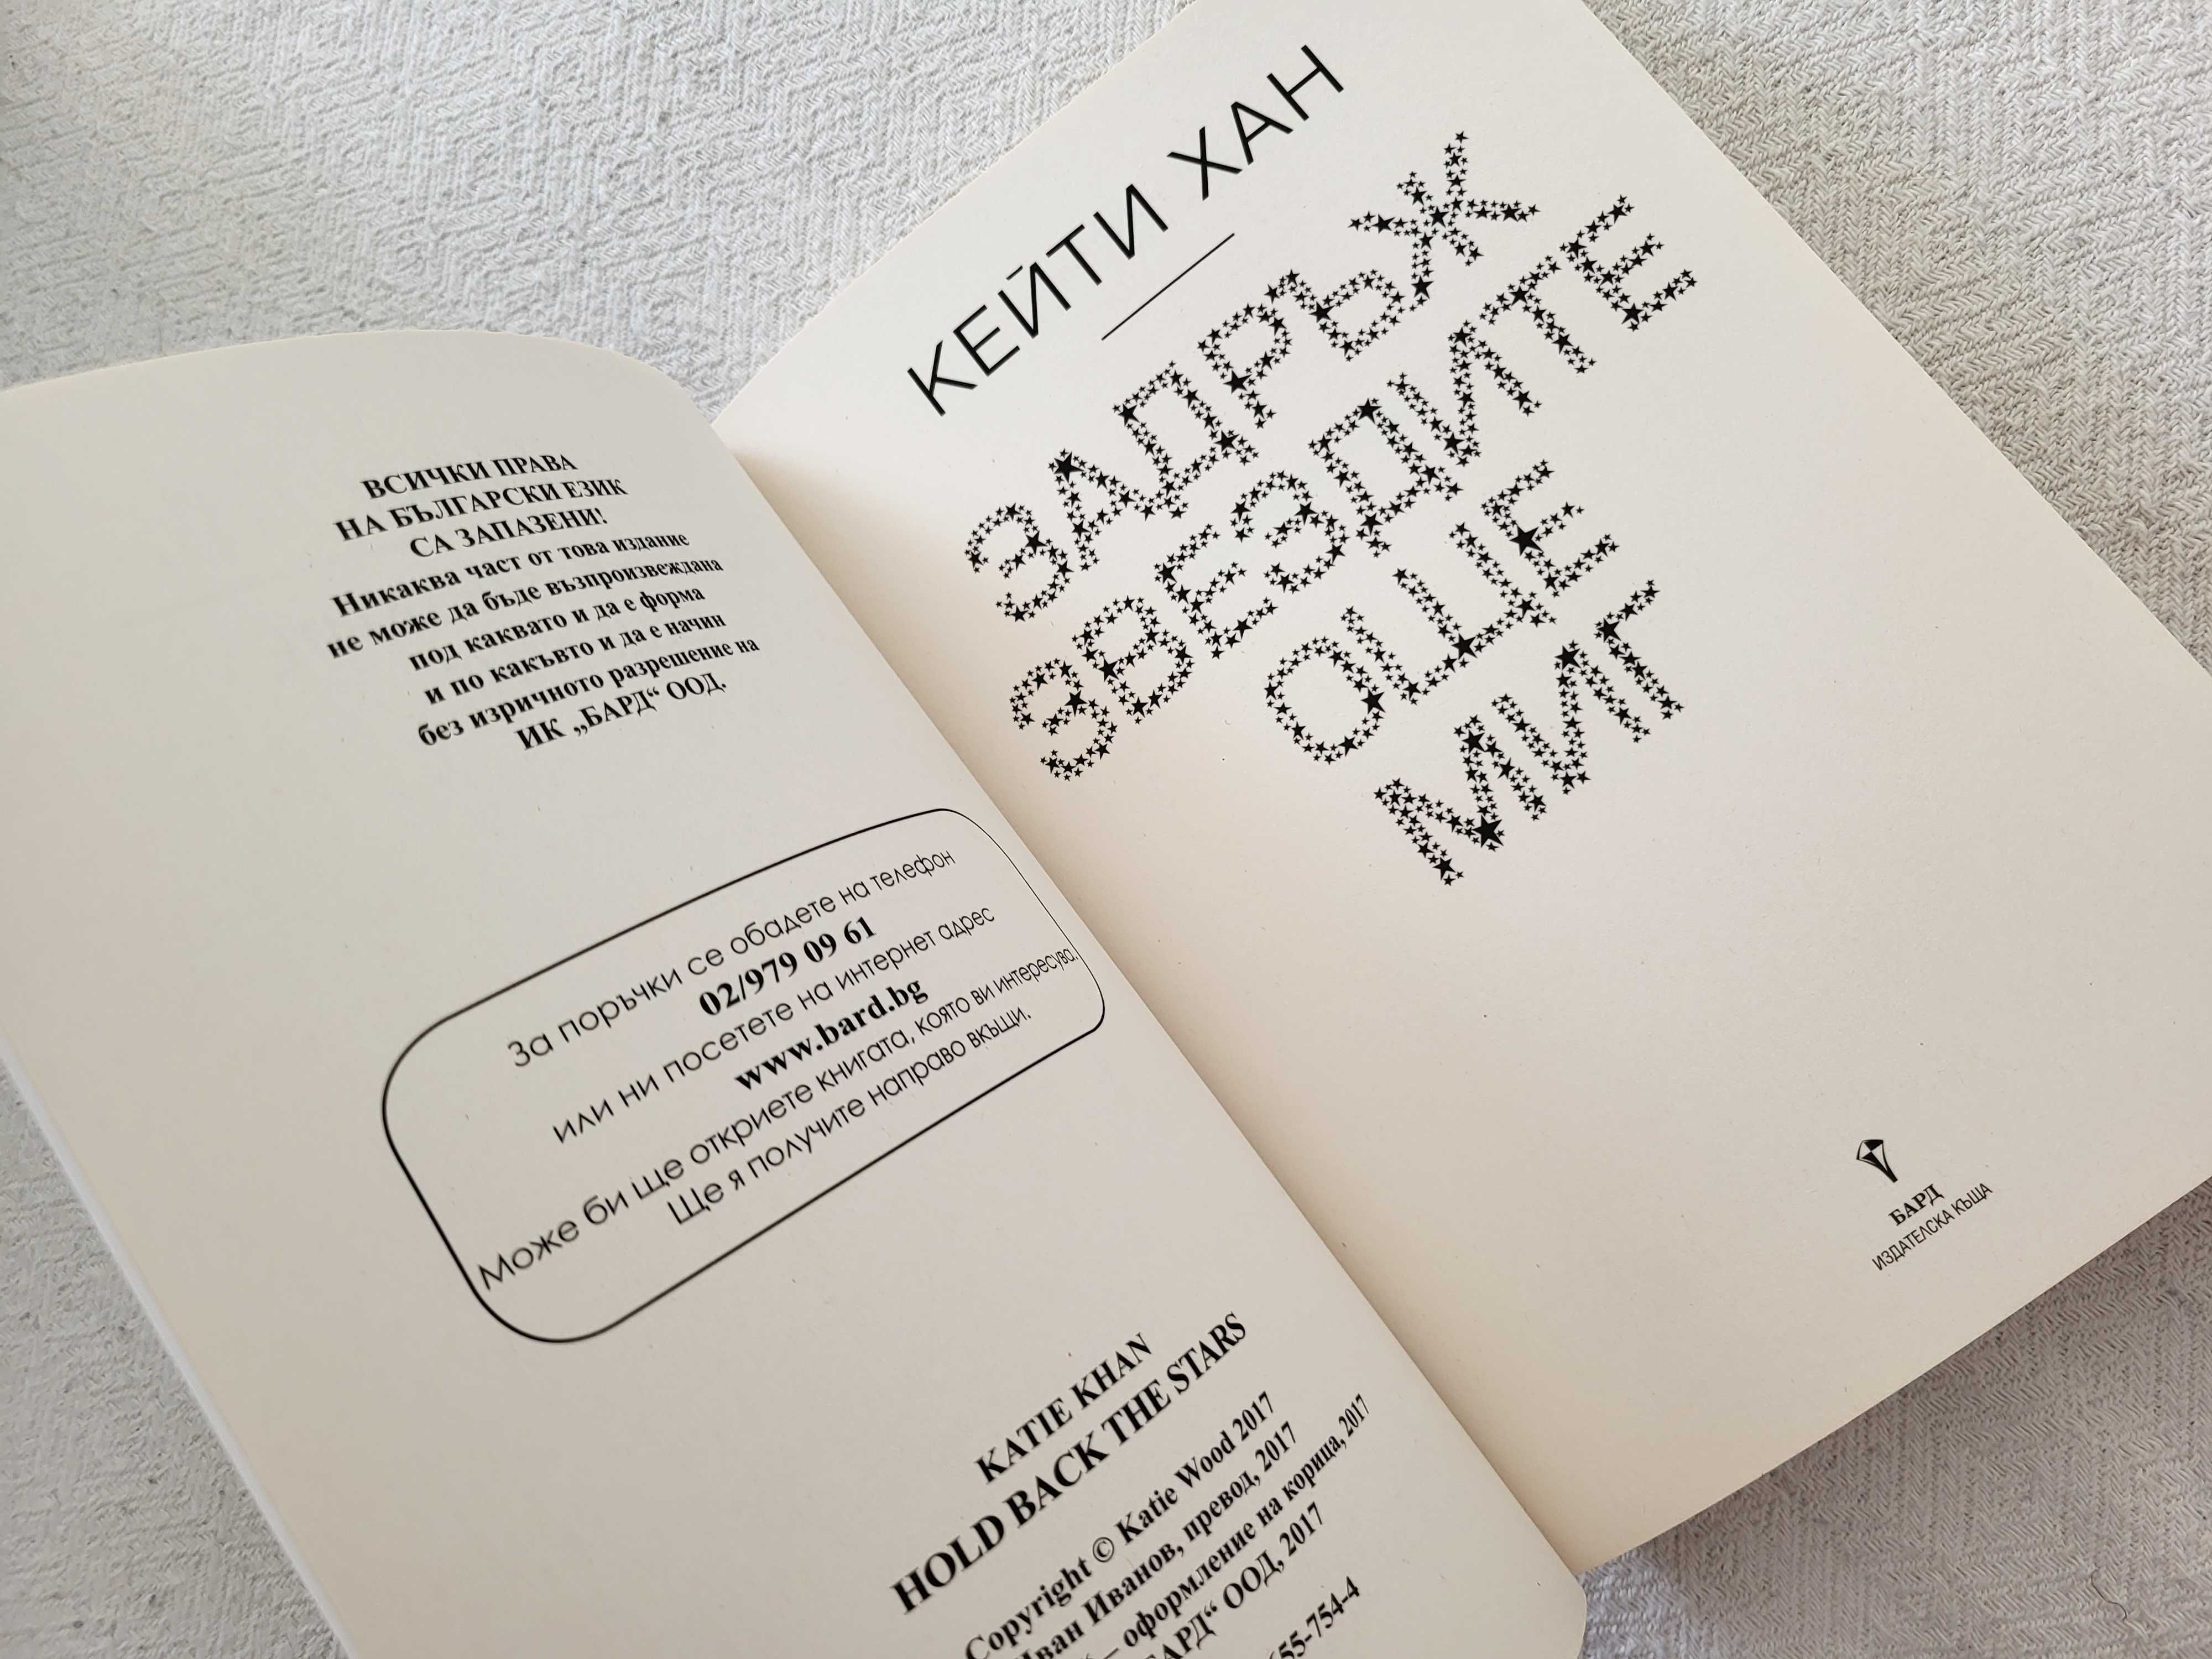 ВСИЧКИ ПРАВА
НА БЪЛГАРСКИ ЕЗИК
СА ЗАПАЗЕНИ!
Никаква част от това издание
не може да бъде възпроизвеждана
под каквато и да е форма
и по какъвто и да е начин
без изричното разрешение на
ИК „БАРД“ ООД.
За поръчки се обадете на телефон
02/979 09 61
или ни посетете на интернет адрес
www.bard.bg
Може би ще откриете книгата, която ви интересува.
Ще я получите направо вкъщи.
KATIE KHAN
HOLD BACK THE STARS
Copyright © Katie Wood 2017
Иван Иванов, превод, 2017
– оформление на корица, 2017
БАРД“ ООД, 2017
655-754-4
КЕЙТИ ХАН
ЗАДРЪЖ
ЗВЕЗДИТЕ
ОЩЕ
МИГ
БАРД
ИЗДАТЕЛСКА КЪЩА